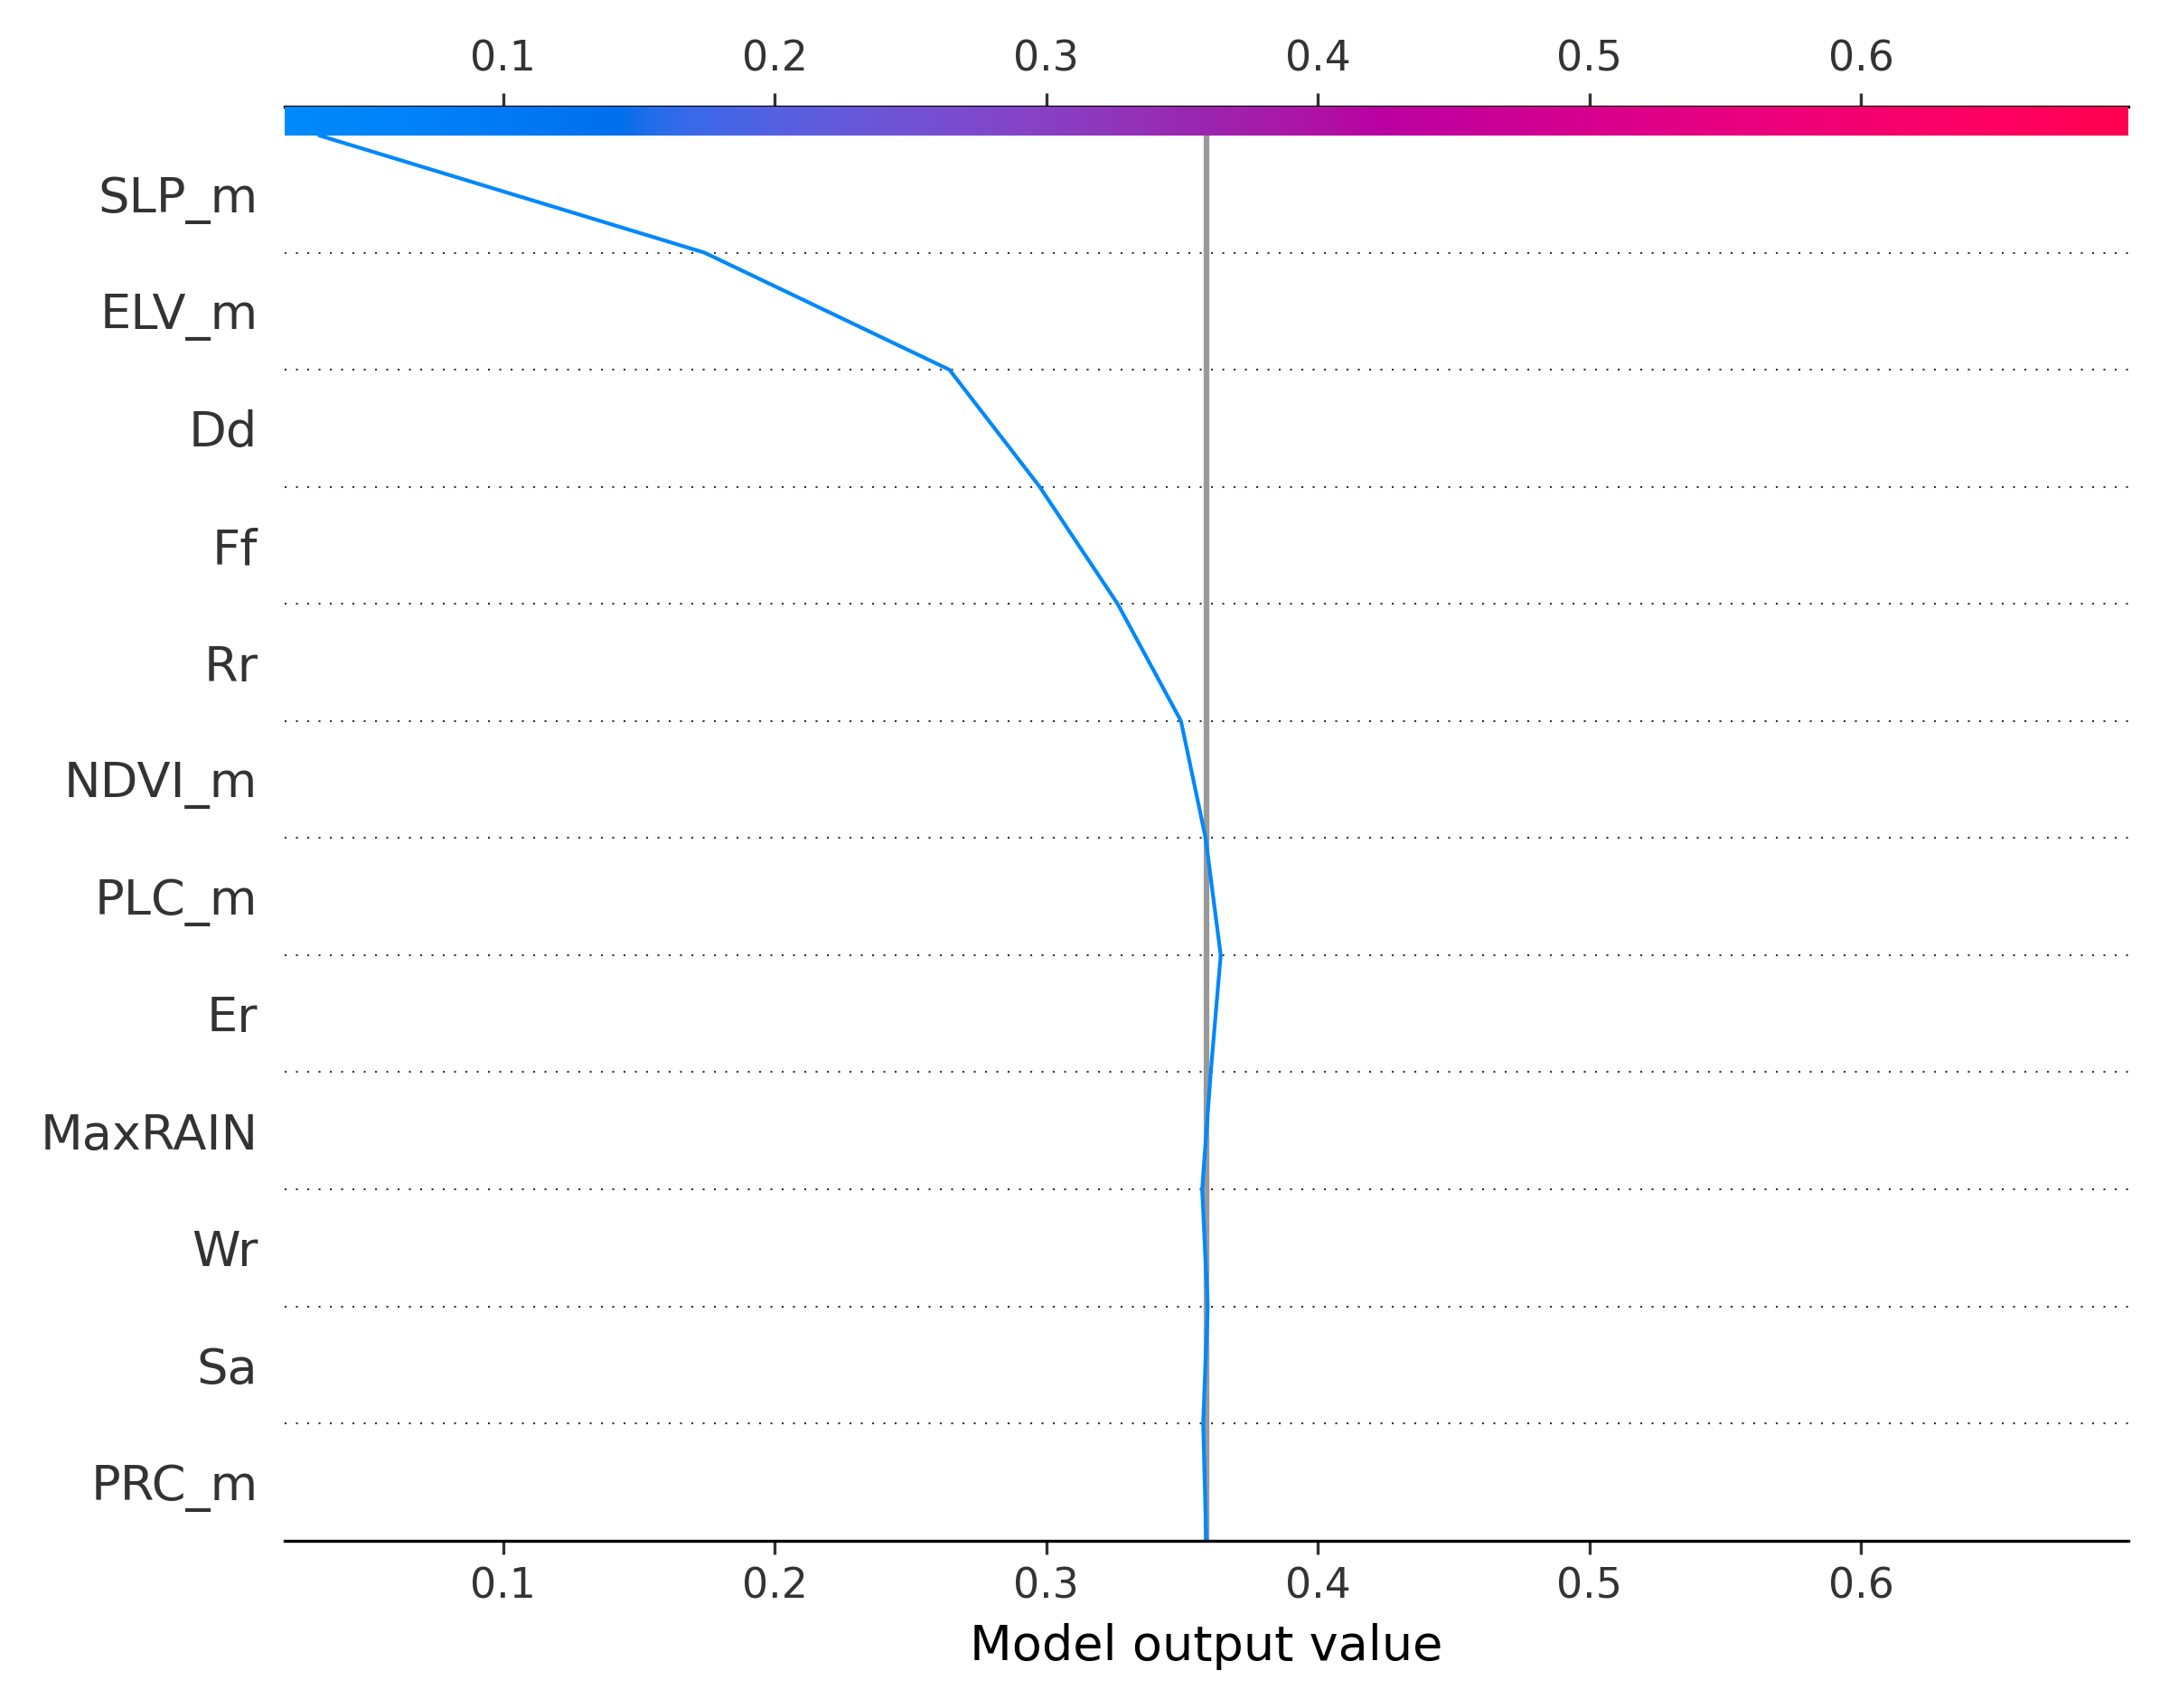 0.1 0.2 0.3 0.4 0.5 0.6
SLP_m
ELV_m
Dd
Ff
Rr
NDVI_m
PLC_m
Er
MaxRAIN
Wr
Sa
PRC_m
0.1 0.2 0.3 0.4 0.5 0.6
Model output value